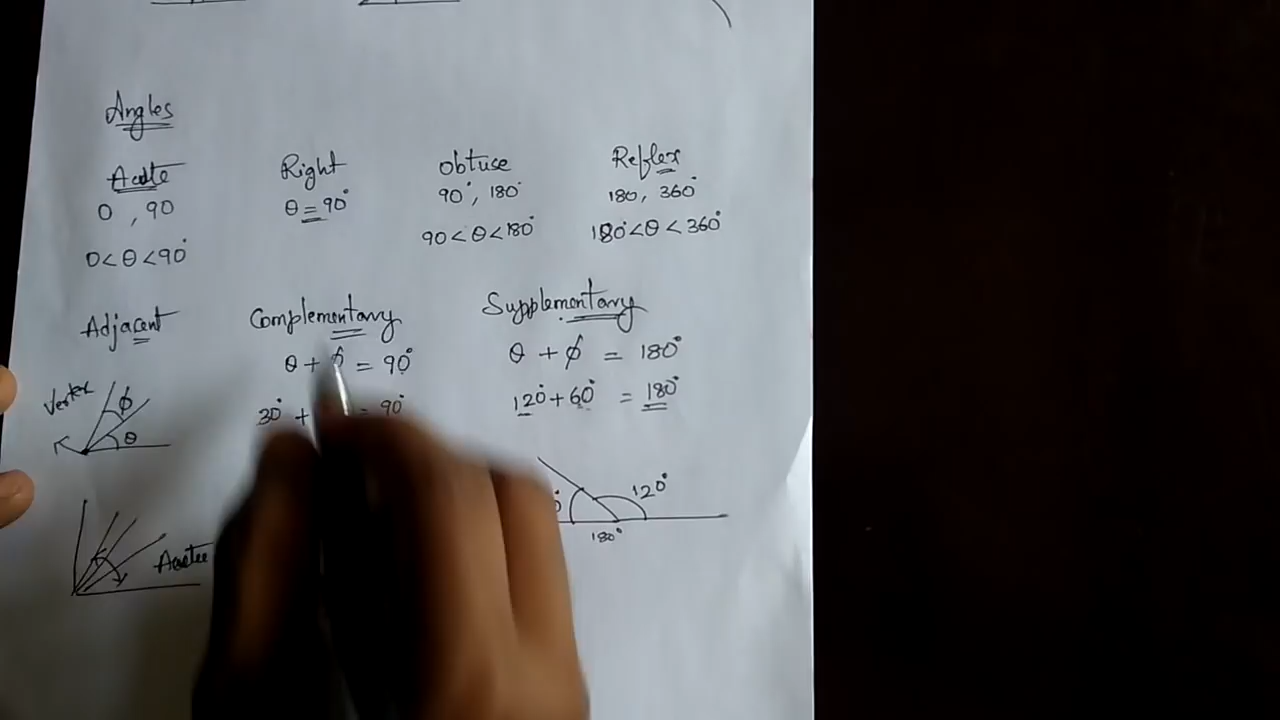 Angles
Acute Right Obtuse Reflex
0 , 90 θ = 90° 90°, 180° 180, 360°
0 < θ < 90° 90 < θ < 180° 180° < θ < 360°
Adjacent Complementary Supplementary
θ + ϕ = 90° θ + ϕ = 180°
30° + = 90° 120° + 60° = 180°
Vertex ϕ
θ
120°
180°